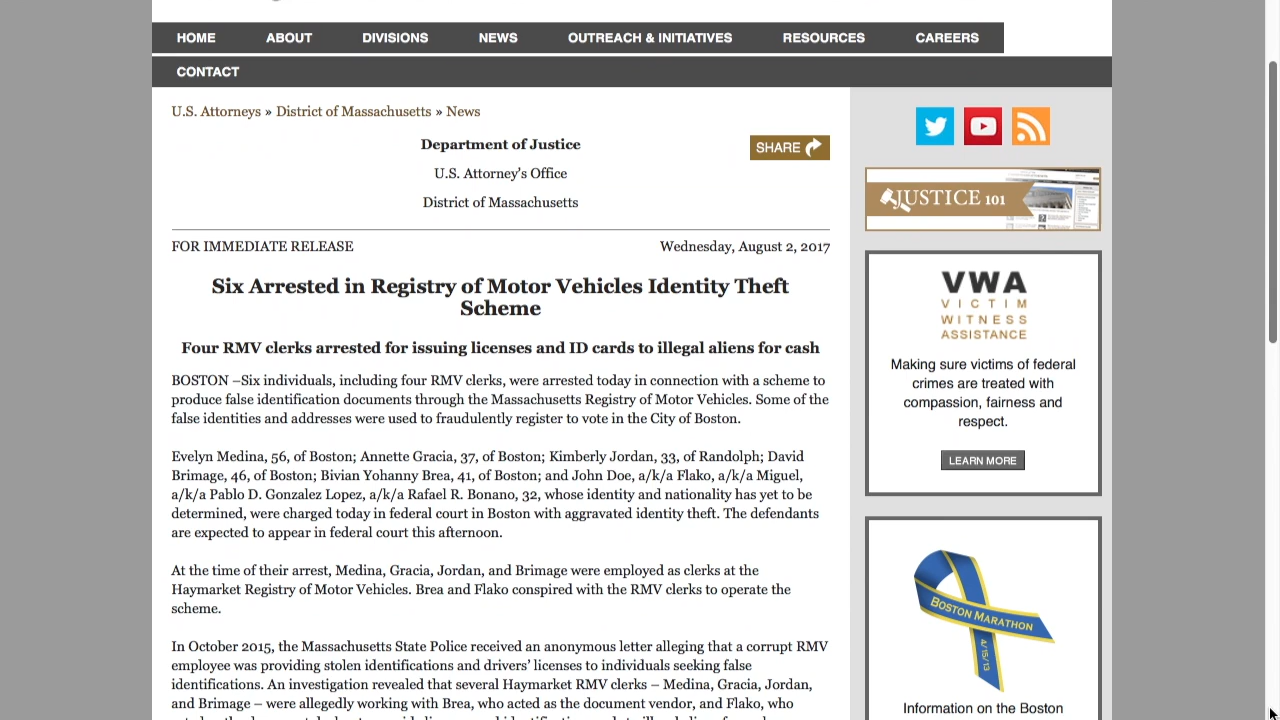 HOME ABOUT DIVISIONS NEWS OUTREACH & INITIATIVES RESOURCES CAREERS
CONTACT
U.S. Attorneys » District of Massachusetts » News
Department of Justice
SHARE
U.S. Attorney's Office
District of Massachusetts
FOR IMMEDIATE RELEASE
Wednesday, August 2, 2017
Six Arrested in Registry of Motor Vehicles Identity Theft
Scheme
Four RMV clerks arrested for issuing licenses and ID cards to illegal aliens for cash
BOSTON –Six individuals, including four RMV clerks, were arrested today in connection with a scheme to
produce false identification documents through the Massachusetts Registry of Motor Vehicles. Some of the
false identities and addresses were used to fraudulently register to vote in the City of Boston.
Evelyn Medina, 56, of Boston; Annette Gracia, 37, of Boston; Kimberly Jordan, 33, of Randolph; David
Brimage, 46, of Boston; Bivian Yohanny Brea, 41, of Boston; and John Doe, a/k/a Flako, a/k/a Miguel,
a/k/a Pablo D. Gonzalez Lopez, a/k/a Rafael R. Bonano, 32, whose identity and nationality has yet to be
determined, were charged today in federal court in Boston with aggravated identity theft. The defendants
are expected to appear in federal court this afternoon.
At the time of their arrest, Medina, Gracia, Jordan, and Brimage were employed as clerks at the
Haymarket Registry of Motor Vehicles. Brea and Flako conspired with the RMV clerks to operate the
scheme.
In October 2015, the Massachusetts State Police received an anonymous letter alleging that a corrupt RMV
employee was providing stolen identifications and drivers' licenses to individuals seeking false
identifications. An investigation revealed that several Haymarket RMV clerks – Medina, Gracia, Jordan,
and Brimage – were allegedly working with Brea, who acted as the document vendor, and Flako, who
JUSTICE 101
VWA
VICTIM
WITNESS
ASSISTANCE
Making sure victims of federal
crimes are treated with
compassion, fairness and
respect.
LEARN MORE
BOSTON MARATHON
4/15/13
Information on the Boston